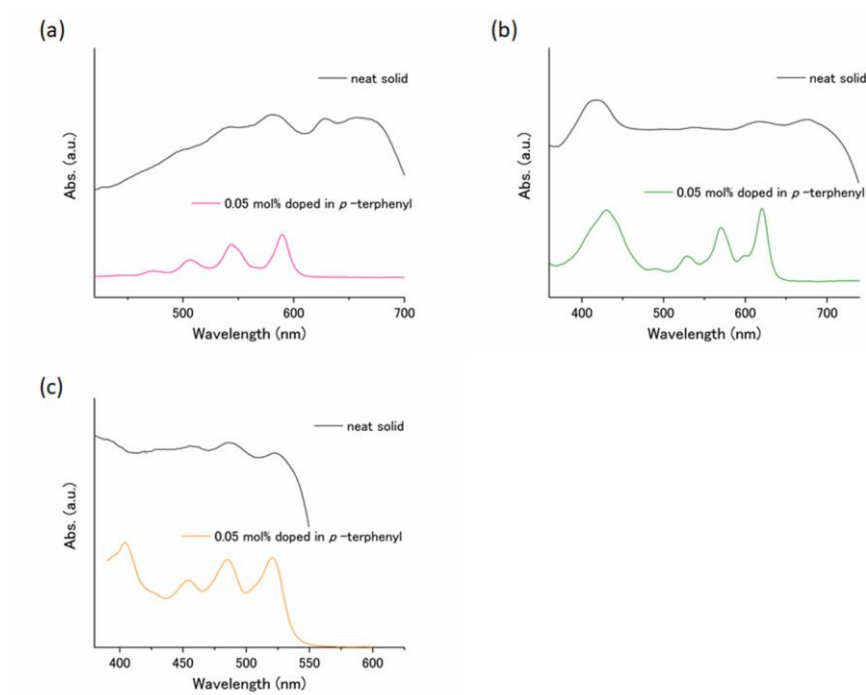 (a)
neat solid
0.05 mol% doped in p -terphenyl
Abs. (a.u.)
500
600
700
Wavelength (nm)
(b)
neat solid
0.05 mol% doped in p -terphenyl
Abs. (a.u.)
400
500
600
700
Wavelength (nm)
(c)
neat solid
0.05 mol% doped in p -terphenyl
Abs. (a.u.)
400
450
500
550
600
Wavelength (nm)